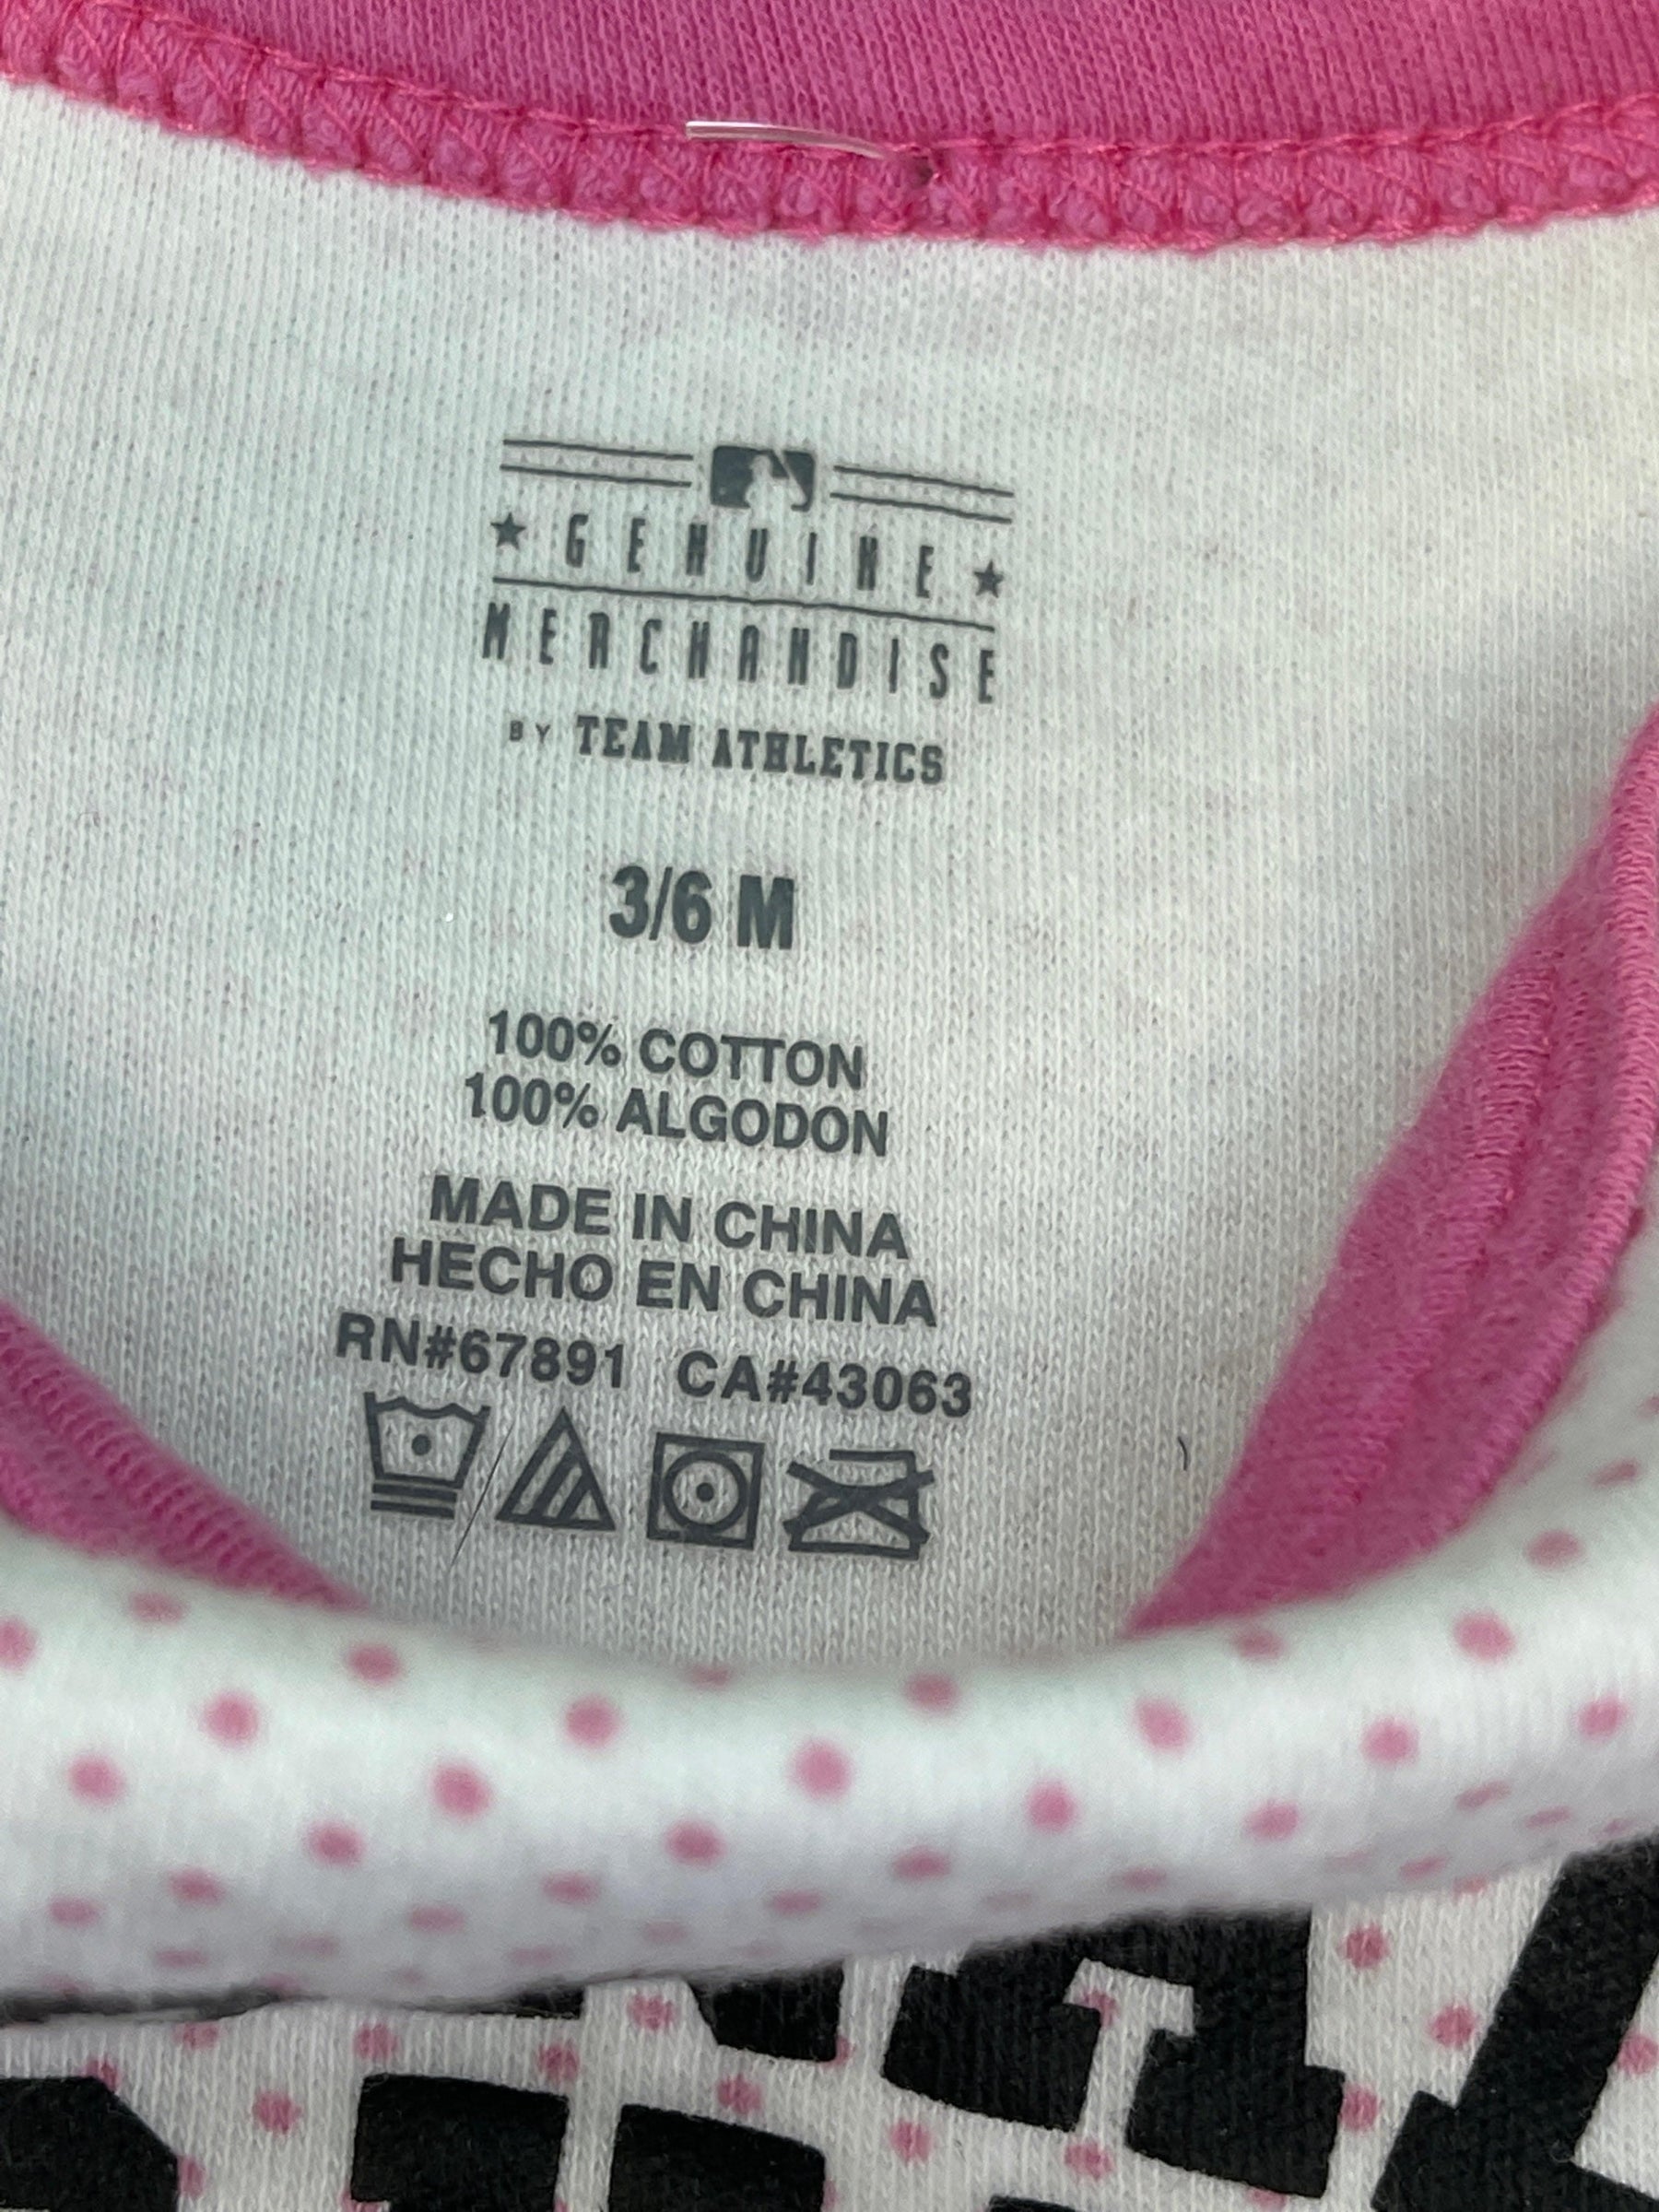 GENUINE
MERCHANDISE
BY TEAM ATHLETICS
3/6 M
100% COTTON
100% ALGODON
MADE IN CHINA
HECHO EN CHINA
RN#67891 CA#43063